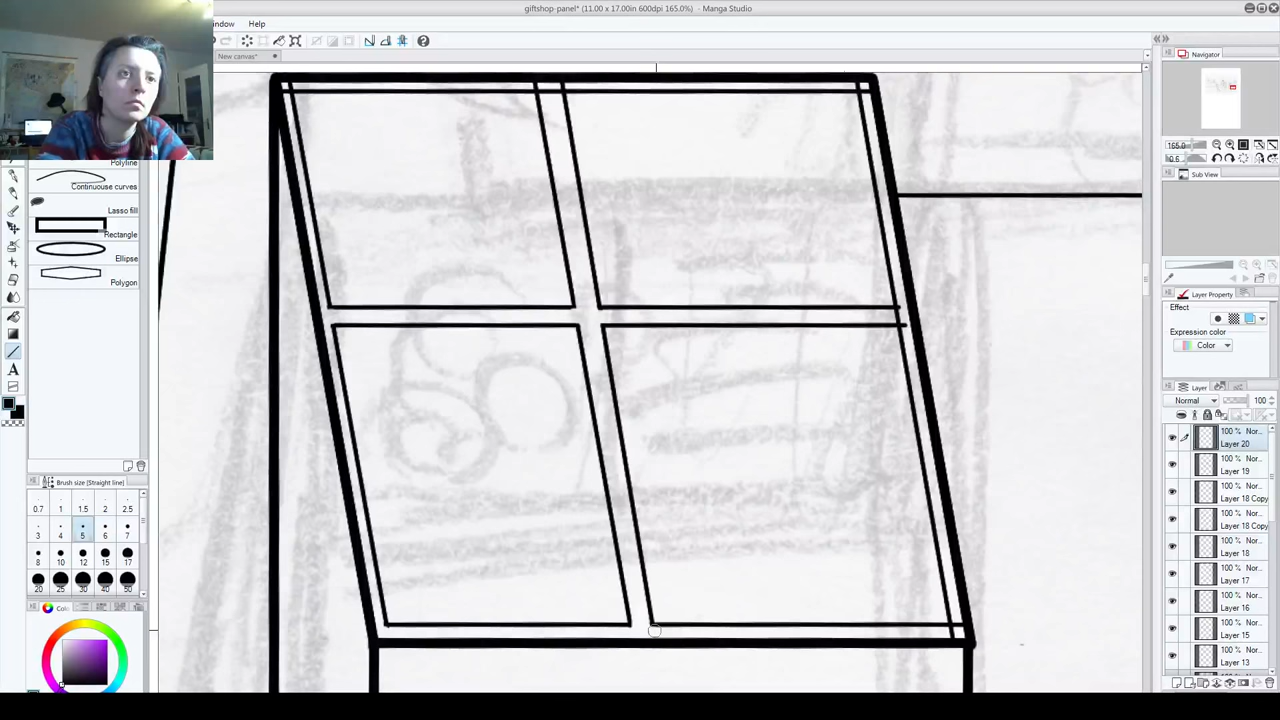 giftshop-panel* (11.00 x 17.00in 600dpi 165.0%) - Manga Studio
indow Help
New canvas*
Polyline
Continuous curves
Lasso fill
Rectangle
Ellipse
Polygon
Brush size (Straight line)
0.7 1 1.5 2 2.5
3 4 5 6 7
8 10 12 15 17
20 25 30 40 50
Navigator
165.0
Sub View
Layer Property
Effect
Expression color
Color
Layer
Normal 100
100 % Nor...
Layer 20
100 % Nor...
Layer 19
100 % Nor...
Layer 18 Copy
100 % Nor...
Layer 18 Copy
100 % Nor...
Layer 18
100 % Nor...
Layer 17
100 % Nor...
Layer 16
100 % Nor...
Layer 15
100 % Nor...
Layer 13